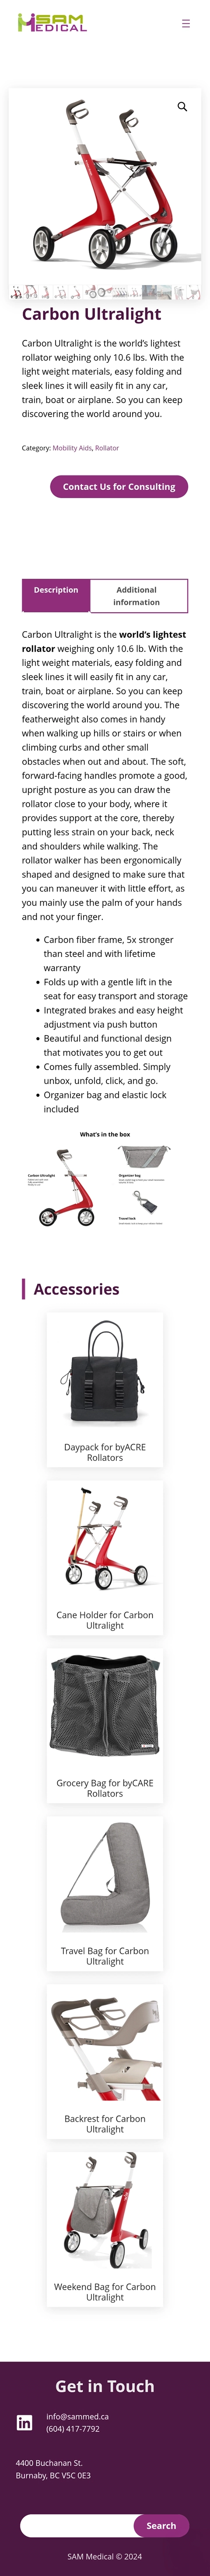 SAM
MEDICAL
Carbon Ultralight
Carbon Ultralight is the world's lightest
rollator weighing only 10.6 lbs. With the
light weight materials, easy folding and
sleek lines it will easily fit in any car,
train, boat or airplane. So you can keep
discovering the world around you.
Category: Mobility Aids, Rollator
Contact Us for Consulting
Description
Additional
information
Carbon Ultralight is the world's lightest
rollator weighing only 10.6 lb. With the
light weight materials, easy folding and
sleek lines it will easily fit in any car,
train, boat or airplane. So you can keep
discovering the world around you. The
featherweight also comes in handy
when walking up hills or stairs or when
climbing curbs and other small
obstacles when out and about. The soft,
forward-facing handles promote a good,
upright posture as you can draw the
rollator close to your body, where it
provides support at the core, thereby
putting less strain on your back, neck
and shoulders while walking. The
rollator walker has been ergonomically
shaped and designed to make sure that
you can maneuver it with little effort, as
you mainly use the palm of your hands
and not your finger.
Carbon fiber frame, 5x stronger
than steel and with lifetime
warranty
Folds up with a gentle lift in the
seat for easy transport and storage
Integrated brakes and easy height
adjustment via push button
Beautiful and functional design
that motivates you to get out
Comes fully assembled. Simply
unbox, unfold, click, and go.
Organizer bag and elastic lock
included
What's in the box
Carbon Ultralight
Organizer bag
Travel lock
Accessories
Daypack for byACRE
Rollators
Cane Holder for Carbon
Ultralight
Grocery Bag for byCARE
Rollators
Travel Bag for Carbon
Ultralight
Backrest for Carbon
Ultralight
Weekend Bag for Carbon
Ultralight
Get in Touch
info@sammed.ca
(604) 417-7792
4400 Buchanan St.
Burnaby, BC V5C 0E3
Search
SAM Medical © 2024